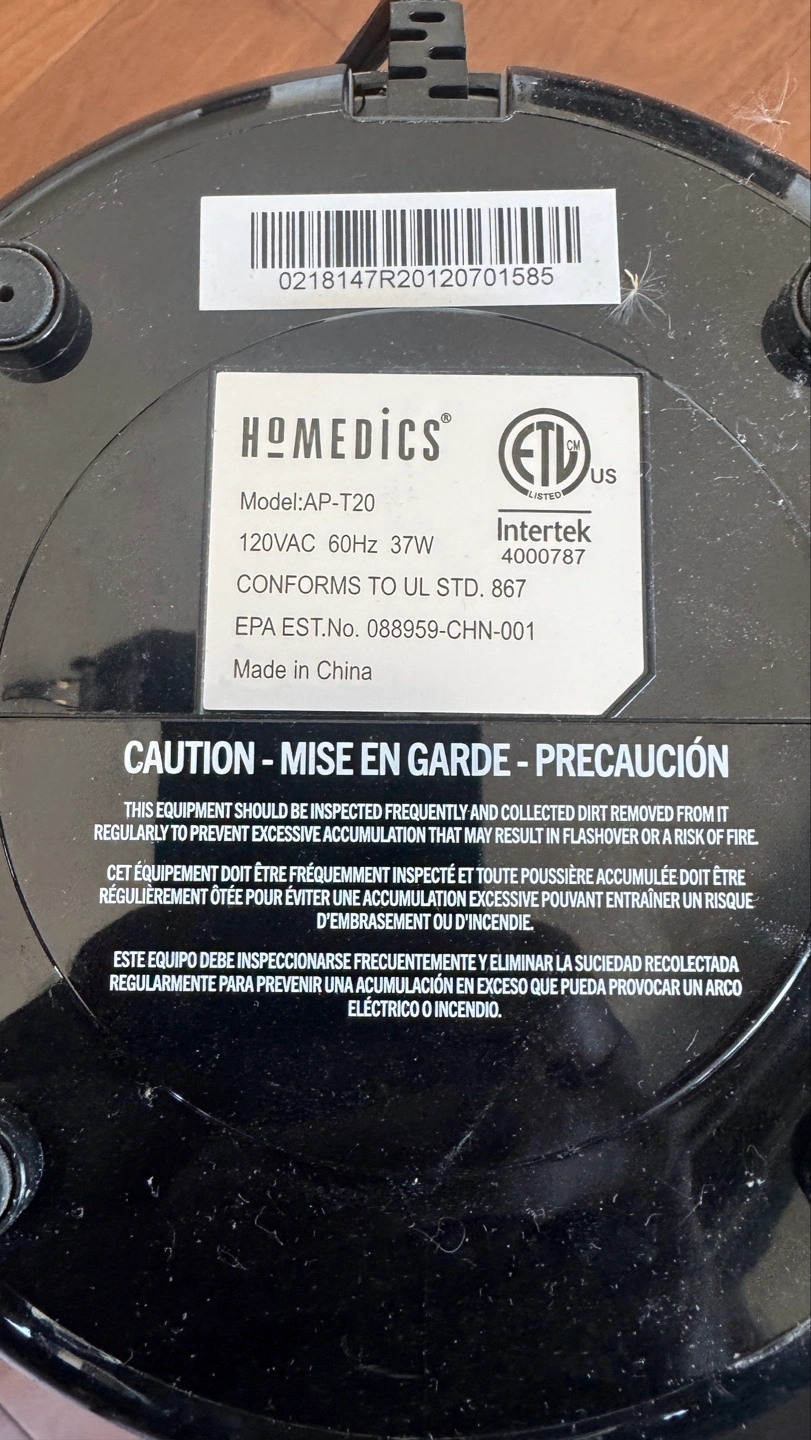 0218147R20120701585
HoMEDiCS®
ETL CM
LISTED
US
Intertek
4000787
Model:AP-T20
120VAC 60Hz 37W
CONFORMS TO UL STD. 867
EPA EST.No. 088959-CHN-001
Made in China
CAUTION - MISE EN GARDE - PRECAUCIÓN
THIS EQUIPMENT SHOULD BE INSPECTED FREQUENTLY AND COLLECTED DIRT REMOVED FROM IT
REGULARLY TO PREVENT EXCESSIVE ACCUMULATION THAT MAY RESULT IN FLASHOVER OR A RISK OF FIRE.
CET ÉQUIPEMENT DOIT ÊTRE FRÉQUEMMENT INSPECTÉ ET TOUTE POUSSIÈRE ACCUMULÉE DOIT ÊTRE
RÉGULIÈREMENT ÔTÉE POUR ÉVITER UNE ACCUMULATION EXCESSIVE POUVANT ENTRAÎNER UN RISQUE
D'EMBRASEMENT OU D'INCENDIE.
ESTE EQUIPO DEBE INSPECCIONARSE FRECUENTEMENTE Y ELIMINAR LA SUCIEDAD RECOLECTADA
REGULARMENTE PARA PREVENIR UNA ACUMULACIÓN EN EXCESO QUE PUEDA PROVOCAR UN ARCO
ELÉCTRICO O INCENDIO.